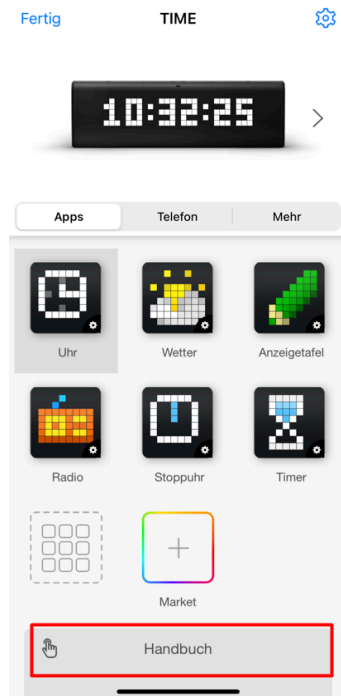 Fertig TIME
10:32:25
Apps Telefon Mehr
Uhr Wetter Anzeigetafel
Radio Stoppuhr Timer
Market
Handbuch